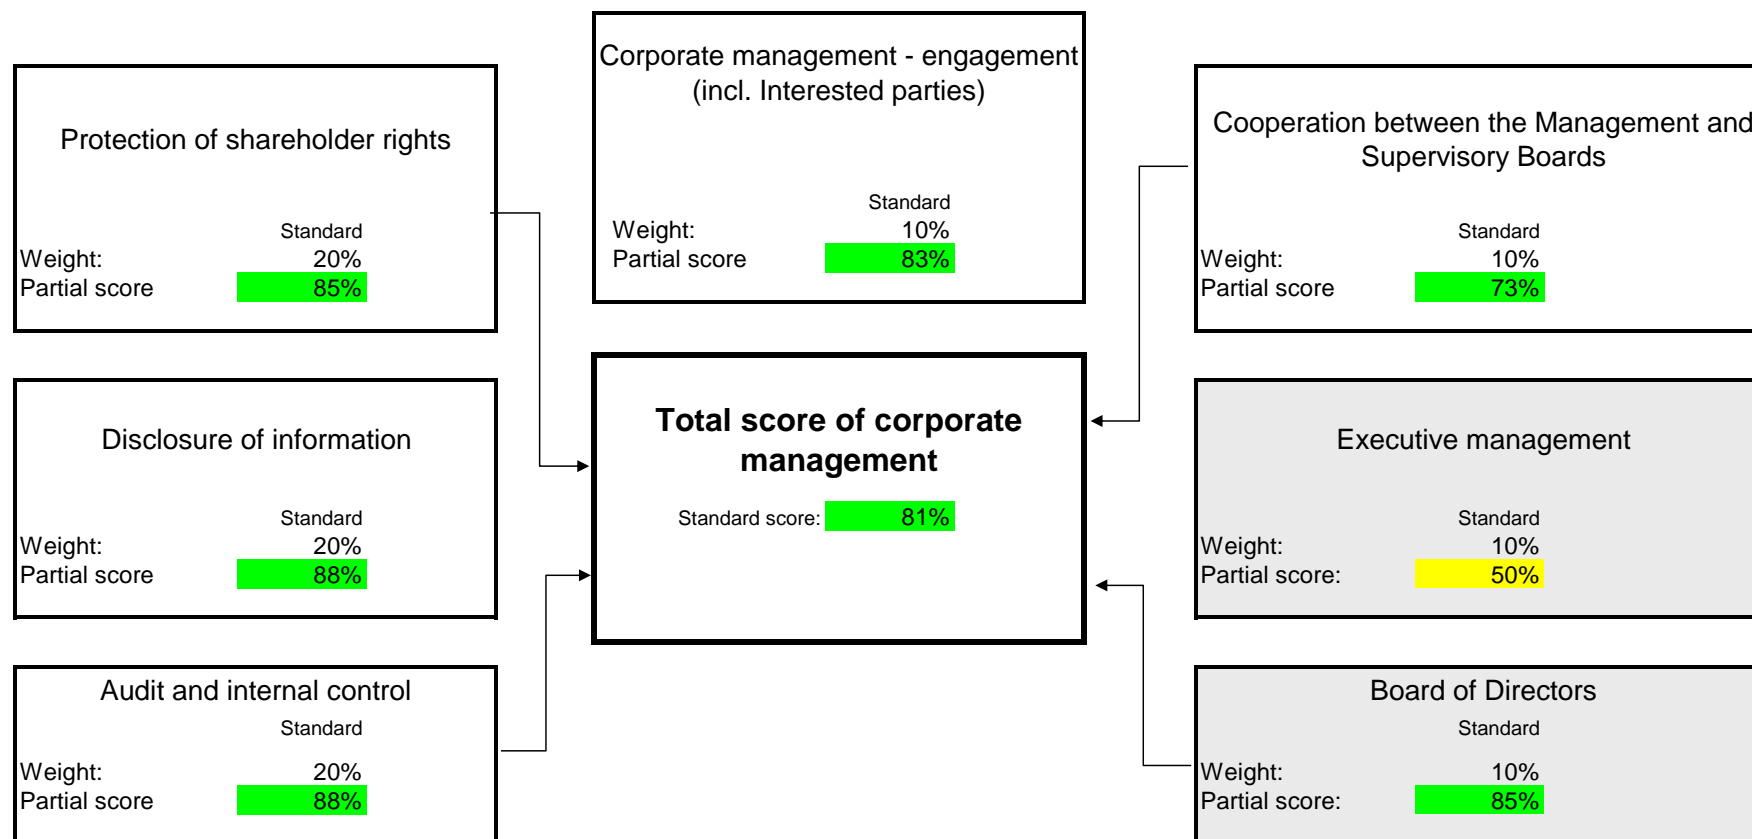 Corporate management - engagement
(incl. Interested parties)
Standard
Weight: 10%
Partial score 83%
Protection of shareholder rights
Standard
Weight: 20%
Partial score 85%
Cooperation between the Management and
Supervisory Boards
Standard
Weight: 10%
Partial score 73%
Disclosure of information
Standard
Weight: 20%
Partial score 88%
Total score of corporate
management
Standard score: 81%
Executive management
Standard
Weight: 10%
Partial score: 50%
Audit and internal control
Standard
Weight: 20%
Partial score 88%
Board of Directors
Standard
Weight: 10%
Partial score: 85%